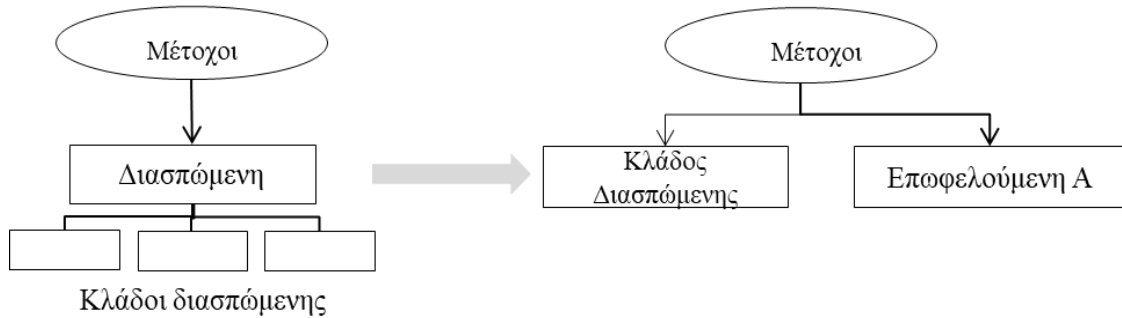 Μέτοχοι
Διασπώμενη
Κλάδοι διασπώμενης
Μέτοχοι
Κλάδος
Διασπώμενης
Επωφελούμενη Α